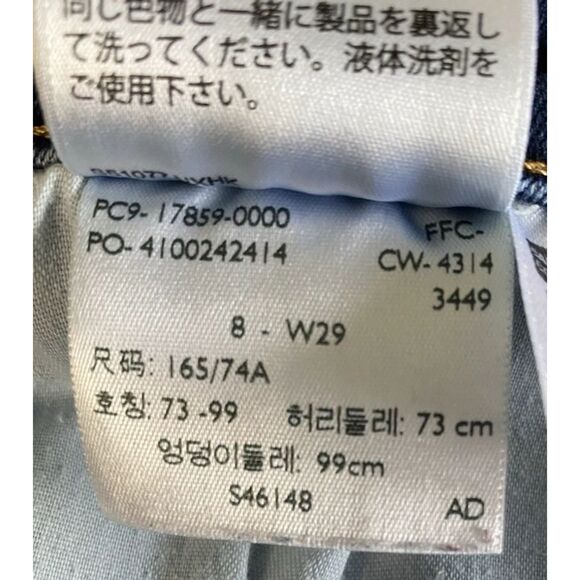 同じ色物と一緒に製品を裏返し
て洗ってください。液体洗剤を
ご使用下さい。
PC9- 17859-0000 FFC-
PO- 4100242414 CW- 4314
3449
8 - W29
尺码: 165/74A
호칭: 73 -99 허리둘레: 73 cm
엉덩이둘레: 99cm
S46148 AD